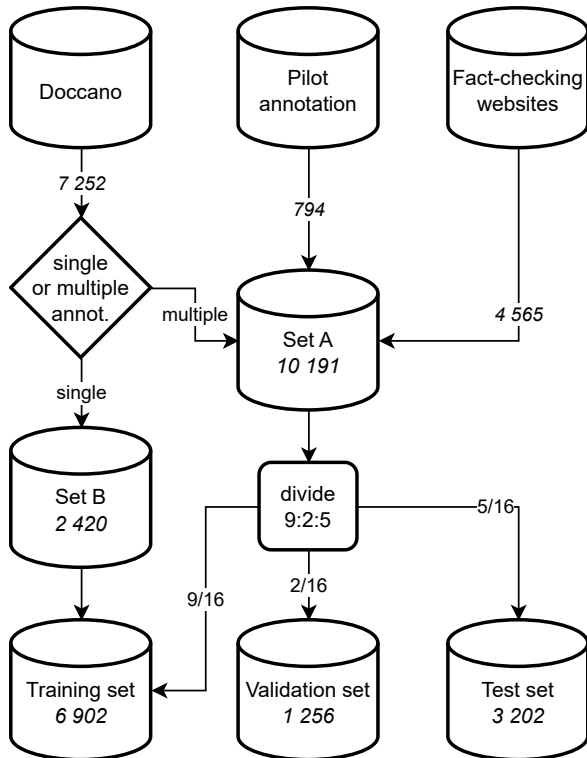 Doccano
Pilot
annotation
Fact-checking
websites
7 252
794
4 565
single
or multiple
annot.
multiple
Set A
10 191
single
Set B
2 420
divide
9:2:5
5/16
9/16
2/16
Training set
6 902
Validation set
1 256
Test set
3 202